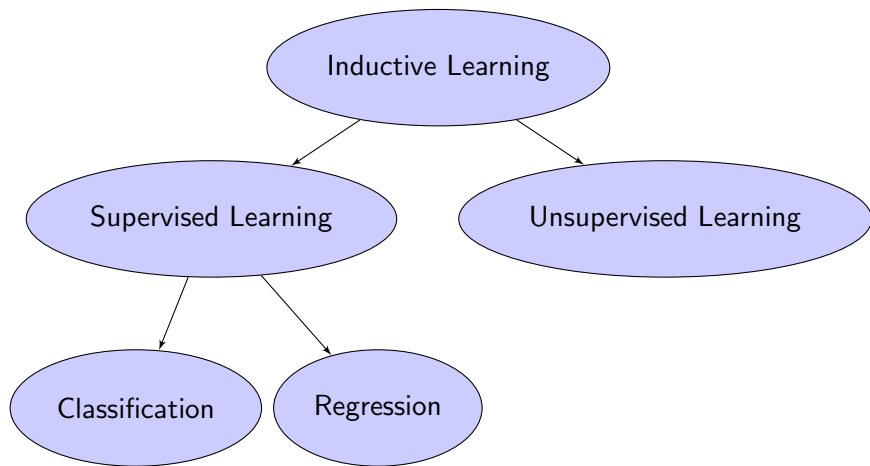 Inductive Learning
Supervised Learning
Unsupervised Learning
Classification
Regression